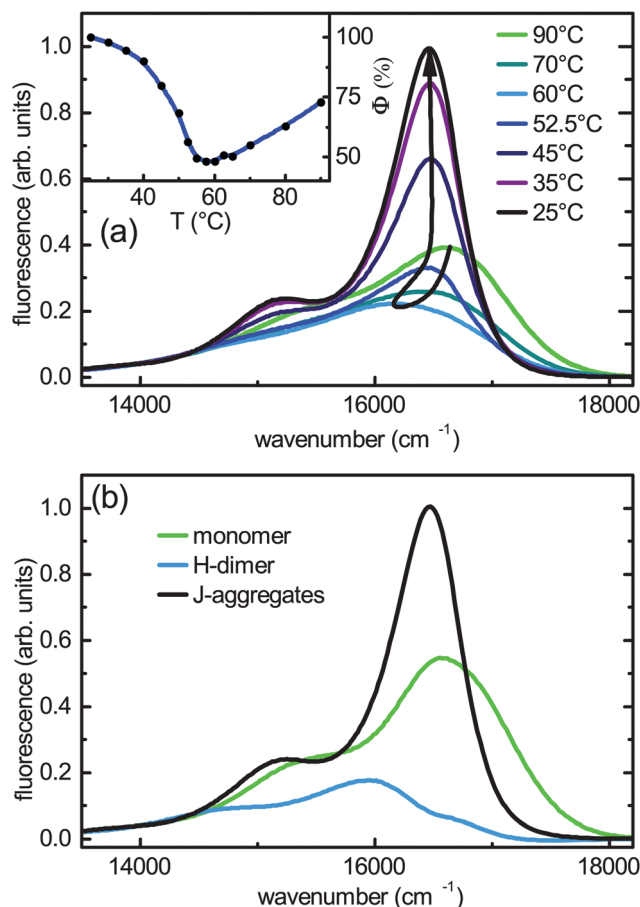 1.0
0.8
0.6
0.4
0.2
0.0
fluorescence (arb. units)
100
75
50
Φ (%)
40
60
80
T (°C)
(a)
90°C
70°C
60°C
52.5°C
45°C
35°C
25°C
14000
16000
18000
wavenumber (cm -1)
(b)
1.0
0.8
0.6
0.4
0.2
0.0
fluorescence (arb. units)
monomer
H-dimer
J-aggregates
14000
16000
18000
wavenumber (cm -1)